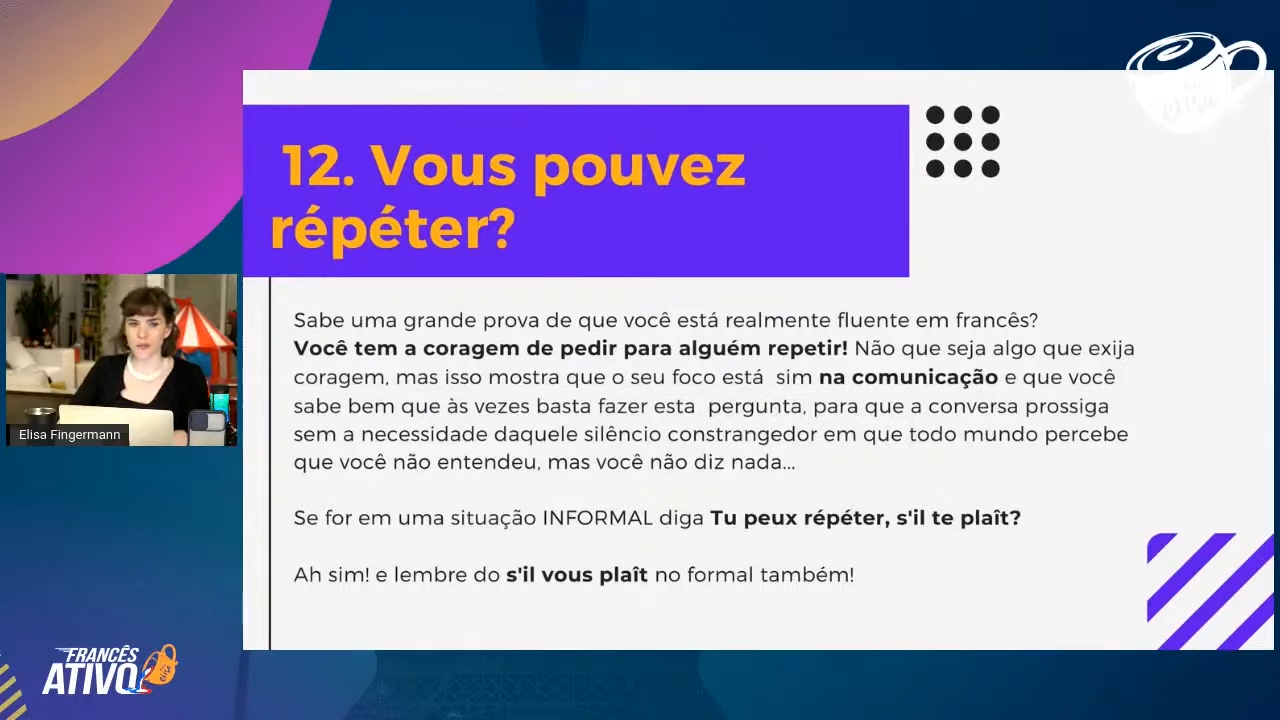 12. Vous pouvez
répéter?
Sabe uma grande prova de que você está realmente fluente em francês?
Você tem a coragem de pedir para alguém repetir! Não que seja algo que exija
coragem, mas isso mostra que o seu foco está sim na comunicação e que você
sabe bem que às vezes basta fazer esta pergunta, para que a conversa prossiga
sem a necessidade daquele silêncio constrangedor em que todo mundo percebe
que você não entendeu, mas você não diz nada...
Se for em uma situação INFORMAL diga Tu peux répéter, s'il te plaît?
Ah sim! e lembre do s'il vous plaît no formal também!
Elisa Fingermann
FRANCÊS
ATIVO